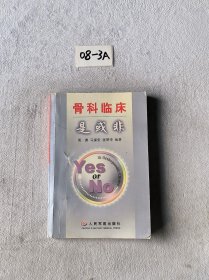 08-3A
骨科临床
是或非
Yes
or
No
人民军医出版社